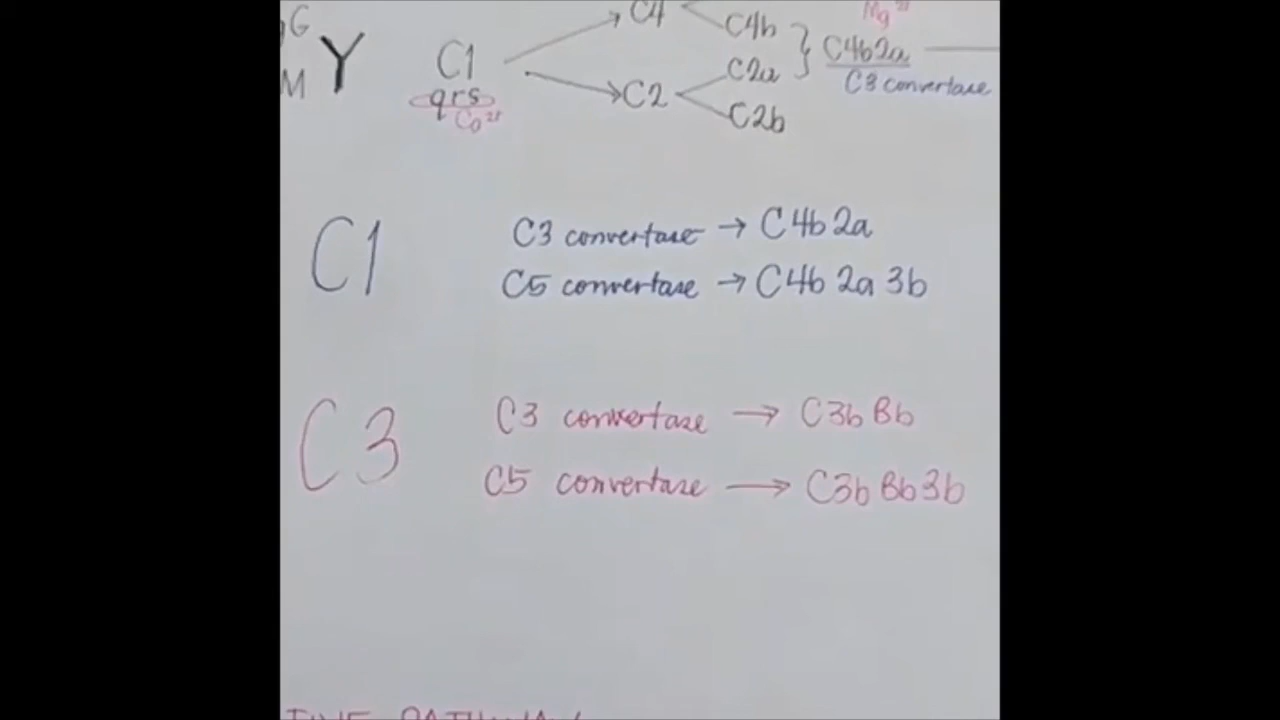 G
M
Y
C1
qrs
Ca²⁺
C4
C4b
C2
C2a
C2b
Mg²⁺
C4b2a
C3 convertase
C1
C3 convertase → C4b 2a
C5 convertase → C4b 2a 3b
C3
C3 convertase → C3b Bb
C5 convertase → C3b Bb 3b